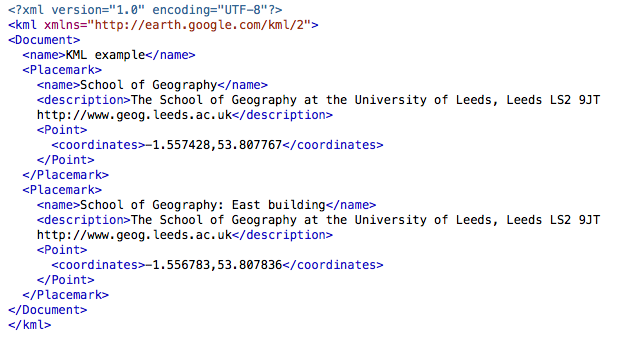 <?xml version="1.0" encoding="UTF-8"?>
<kml xmlns="http://earth.google.com/kml/2">
<Document>
  <name>KML example</name>
  <Placemark>
    <name>School of Geography</name>
    <description>The School of Geography at the University of Leeds, Leeds LS2 9JT
    http://www.geog.leeds.ac.uk</description>
    <Point>
      <coordinates>-1.557428,53.807767</coordinates>
    </Point>
  </Placemark>
  <Placemark>
    <name>School of Geography: East building</name>
    <description>The School of Geography at the University of Leeds, Leeds LS2 9JT
    http://www.geog.leeds.ac.uk</description>
    <Point>
      <coordinates>-1.556783,53.807836</coordinates>
    </Point>
  </Placemark>
</Document>
</kml>